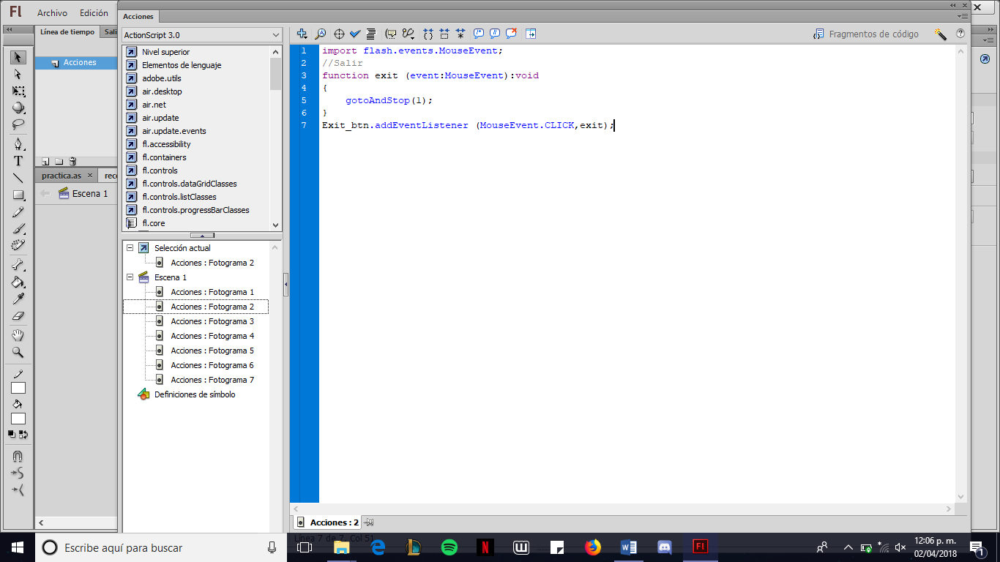 Fl Archivo Edición
Línea de tiempo Sali
Acciones
practica.as × rec
Escena 1
Acciones
ActionScript 3.0
Nivel superior
Elementos de lenguaje
adobe.utils
air.desktop
air.net
air.update
air.update.events
fl.accessibility
fl.containers
fl.controls
fl.controls.dataGridClasses
fl.controls.listClasses
fl.controls.progressBarClasses
fl.core
Selección actual
Acciones : Fotograma 2
Escena 1
Acciones : Fotograma 1
Acciones : Fotograma 2
Acciones : Fotograma 3
Acciones : Fotograma 4
Acciones : Fotograma 5
Acciones : Fotograma 6
Acciones : Fotograma 7
Definiciones de símbolo
Fragmentos de código
1 import flash.events.MouseEvent;
2 //Salir
3 function exit (event:MouseEvent):void
4 {
5 gotoAndStop(1);
6 }
7 Exit_btn.addEventListener (MouseEvent.CLICK,exit);
Acciones : 2
Línea 7 de 7, Col 51
Escribe aquí para buscar
12:06 p. m.
02/04/2018